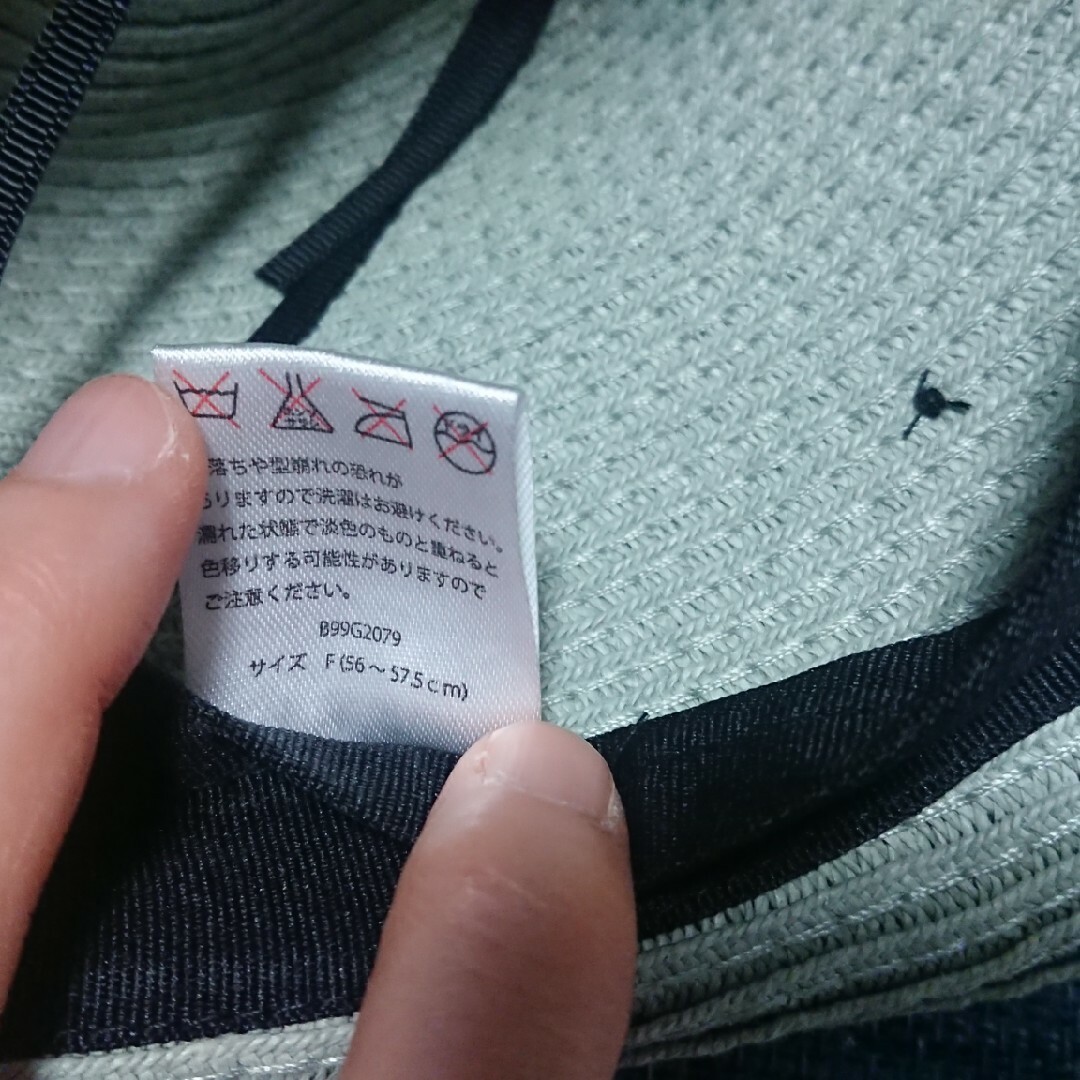 落ちや型崩れの恐れが
りますので洗濯はお避けください。
濡れた状態で淡色のものと重ねると
色移りする可能性がありますので
ご注意ください。
B99G2079
サイズ F(56〜57.5cm)